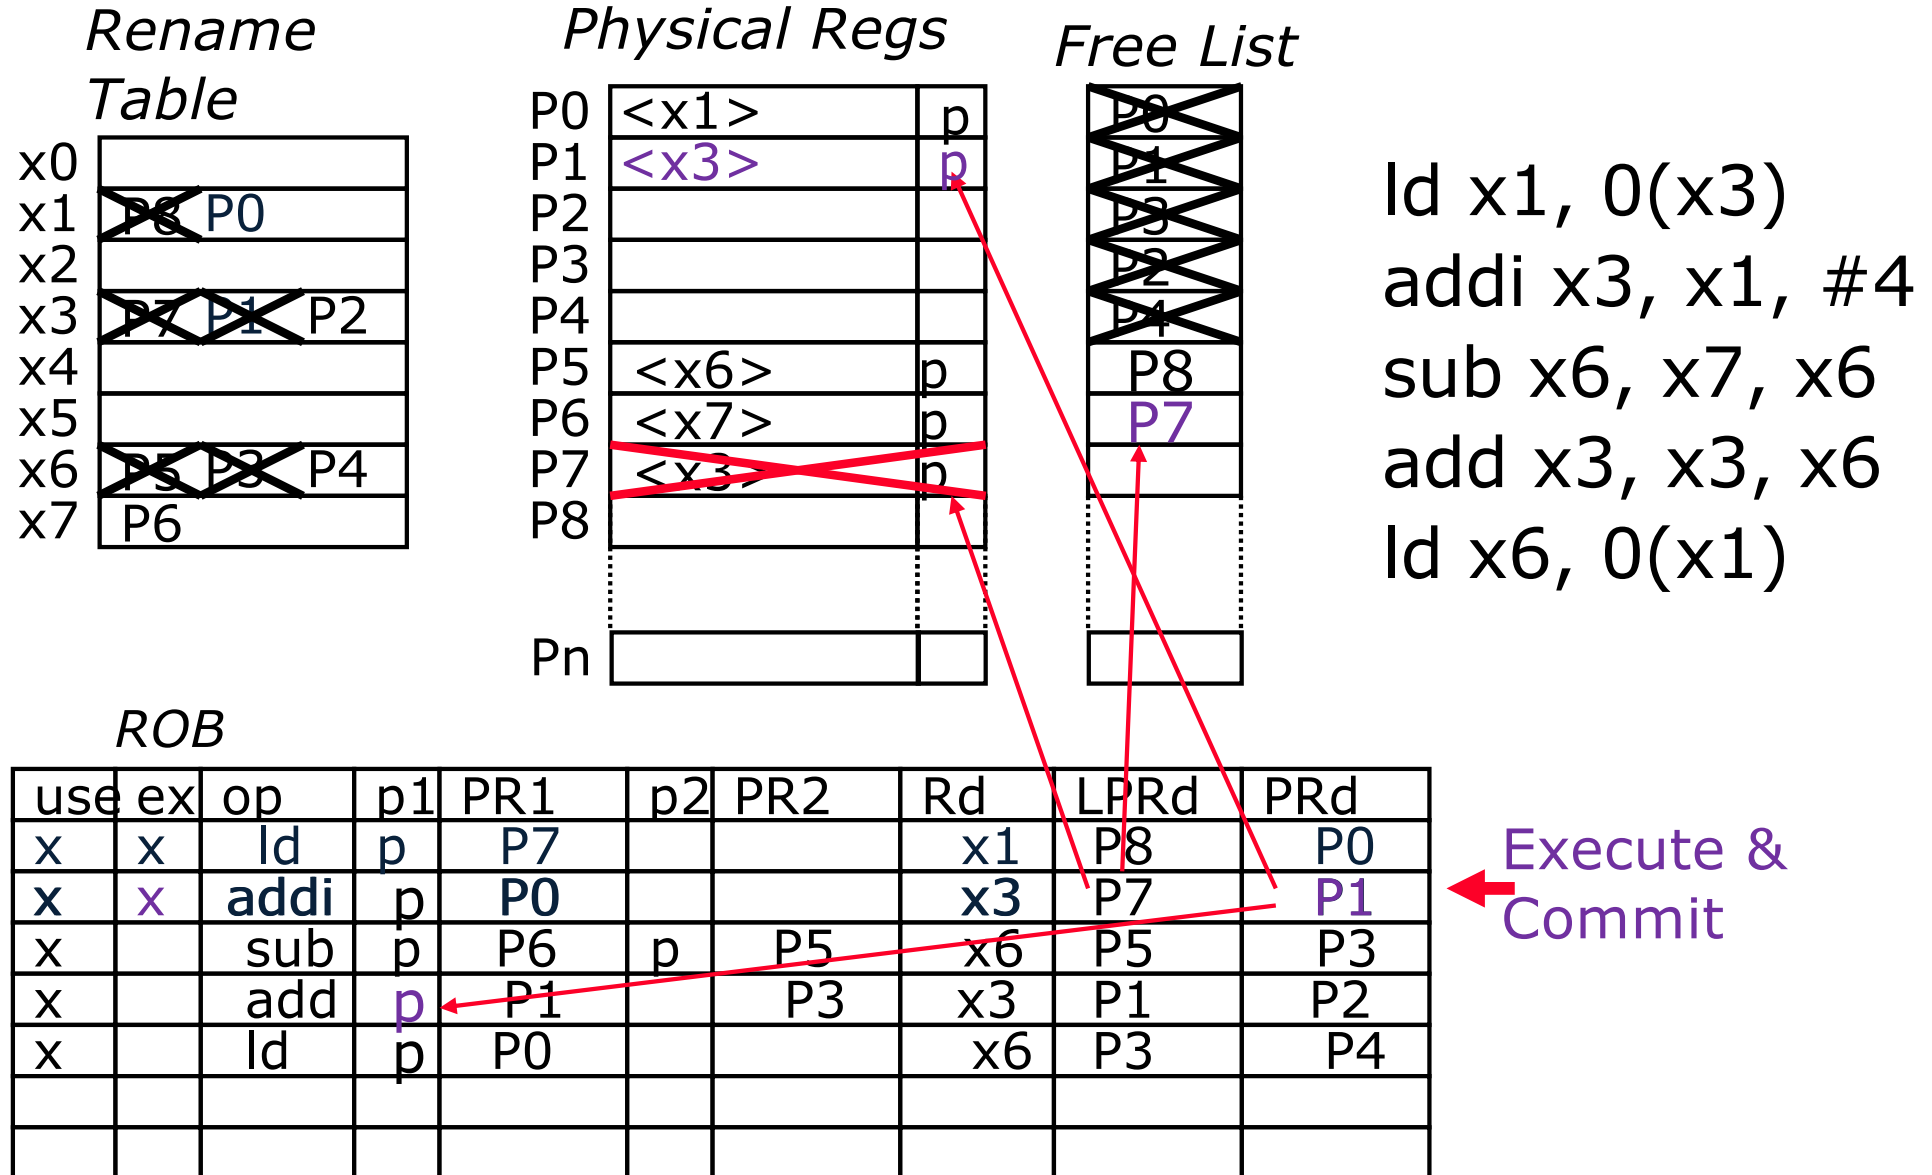 Rename
Table
Physical Regs
Free List
x0
x1 P8 P0
x2
x3 P7 P1 P2
x4
x5
x6 P5 P3 P4
x7 P6
P0 <x1> p
P1 <x3> p
P2
P3
P4
P5 <x6> p
P6 <x7> p
P7 <x3> p
P8
Pn
P0
P1
P3
P2
P4
P8
P7
ld x1, 0(x3)
addi x3, x1, #4
sub x6, x7, x6
add x3, x3, x6
ld x6, 0(x1)
ROB
use ex op p1 PR1 p2 PR2 Rd LPRd PRd
x x ld p P7 x1 P8 P0
x x addi p P0 x3 P7 P1
x sub p P6 p P5 x6 P5 P3
x add p P1 P3 x3 P1 P2
x ld p P0 x6 P3 P4
Execute &
Commit